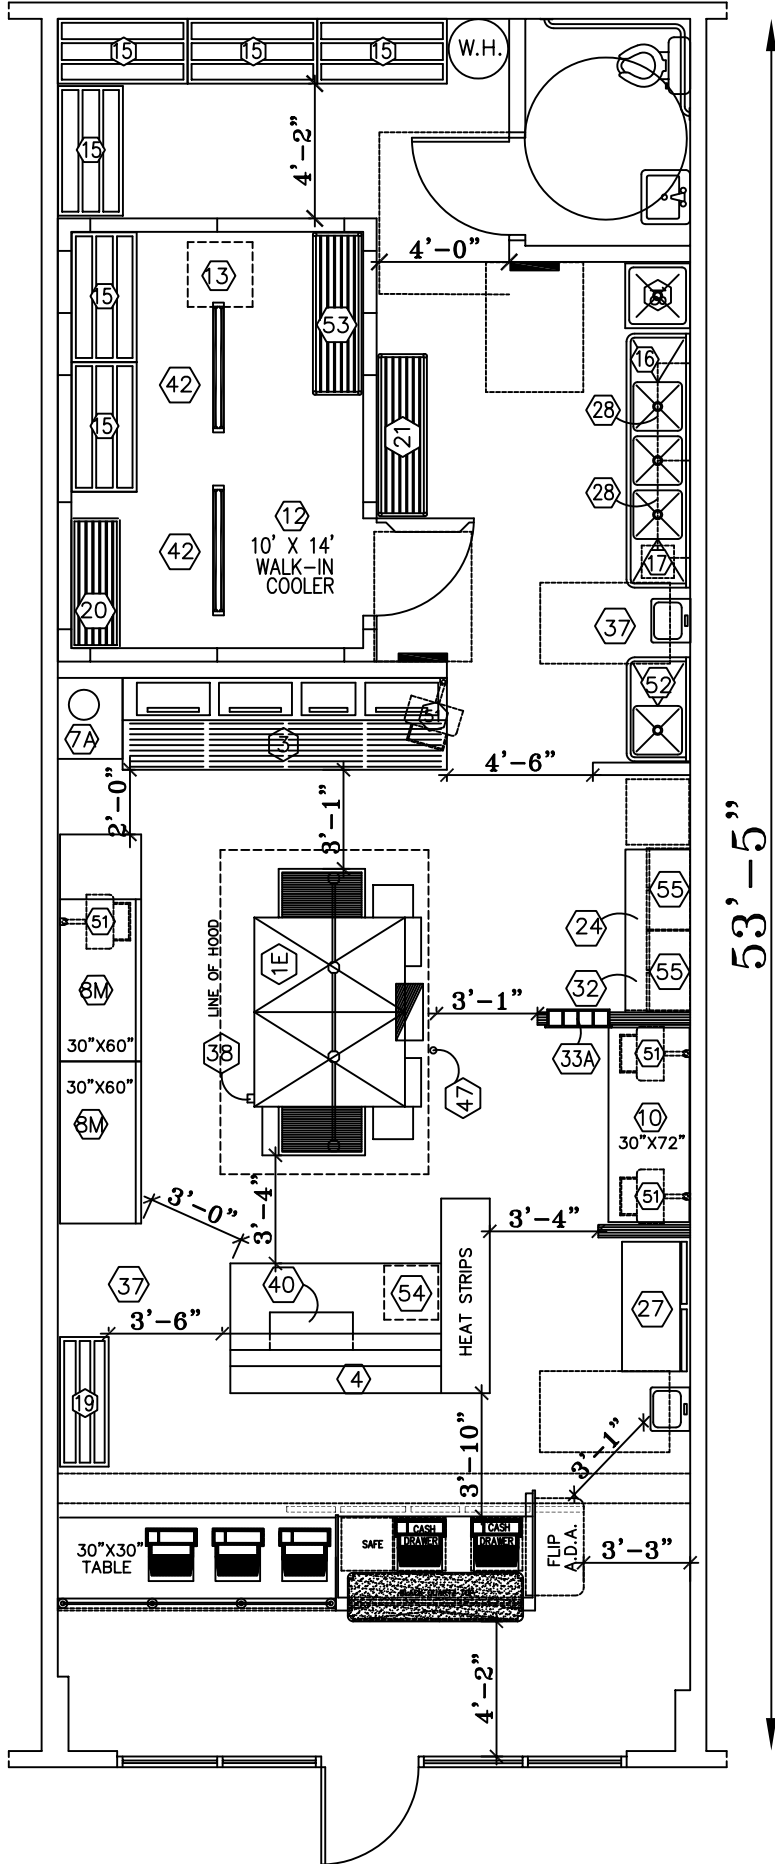 15
15
15
W.H.
15
4'-2"
4'-0"
13
15
53
16
42
28
15
21
28
12
10' X 14'
WALK-IN
COOLER
42
17
20
37
52
7A
3
4'-6"
2'-0"
3'-1"
53'-5"
55
24
51
LINE OF HOOD
1E
8M
32
55
3'-1"
30"X60"
38
33A
51
30"X60"
47
8M
10
30"X72"
51
3'-0"
3'-4"
3'-4"
HEAT STRIPS
37
40
54
27
3'-6"
4
19
3'-10"
3'-1"
30"X30"
TABLE
SAFE
CASH
DRAWER
CASH
DRAWER
FLIP
A.D.A.
3'-3"
4'-2"